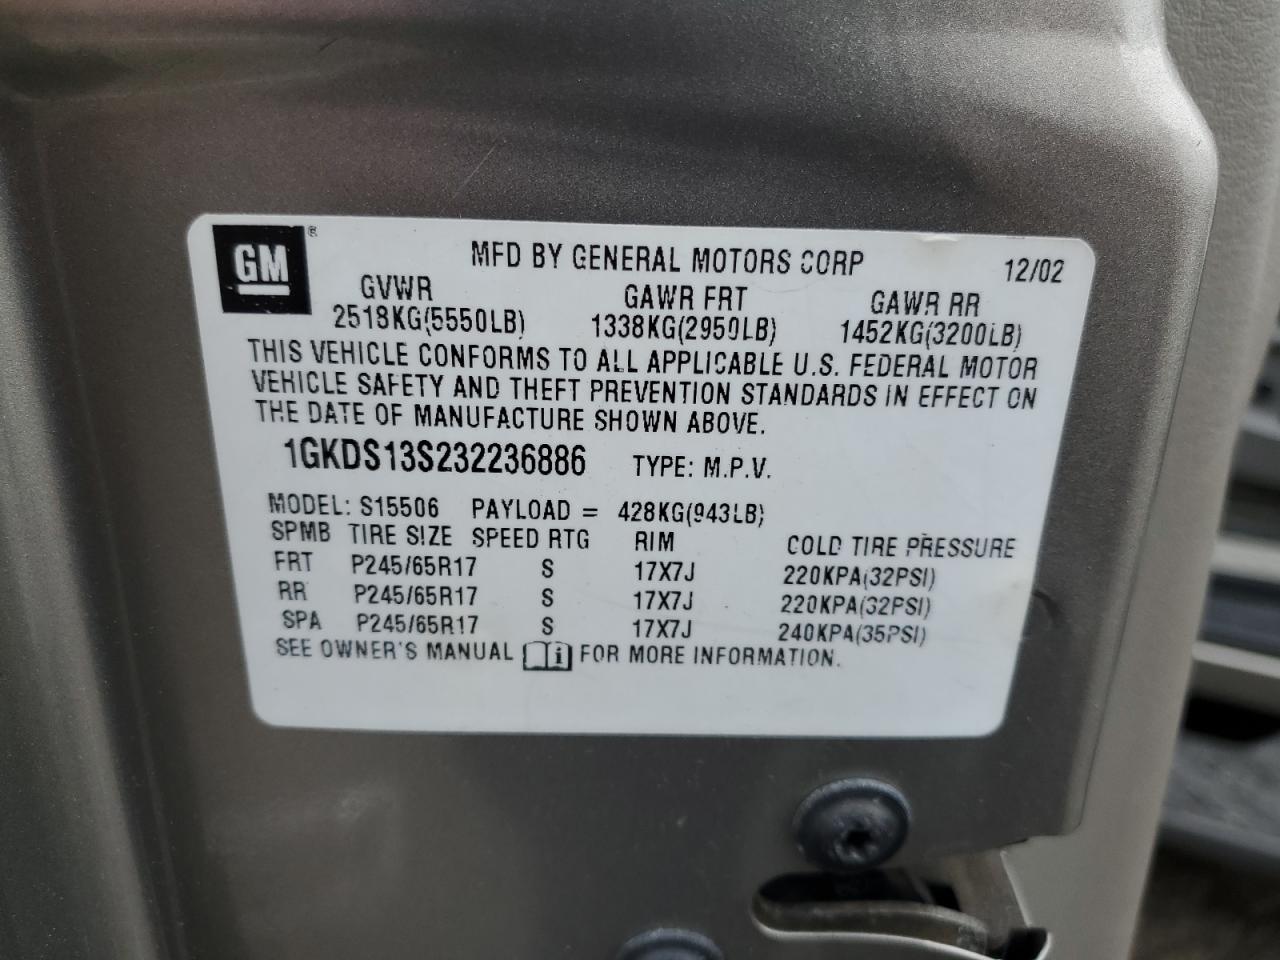 GM®
MFD BY GENERAL MOTORS CORP 12/02
GVWR GAWR FRT GAWR RR
2518KG(5550LB) 1338KG(2950LB) 1452KG(3200LB)
THIS VEHICLE CONFORMS TO ALL APPLICABLE U.S. FEDERAL MOTOR
VEHICLE SAFETY AND THEFT PREVENTION STANDARDS IN EFFECT ON
THE DATE OF MANUFACTURE SHOWN ABOVE.
1GKDS13S232236886 TYPE: M.P.V.
MODEL: S15506 PAYLOAD = 428KG(943LB)
SPMB TIRE SIZE SPEED RTG RIM COLD TIRE PRESSURE
FRT P245/65R17 S 17X7J 220KPA(32PSI)
RR P245/65R17 S 17X7J 220KPA(32PSI)
SPA P245/65R17 S 17X7J 240KPA(35PSI)
SEE OWNER'S MANUAL i FOR MORE INFORMATION.